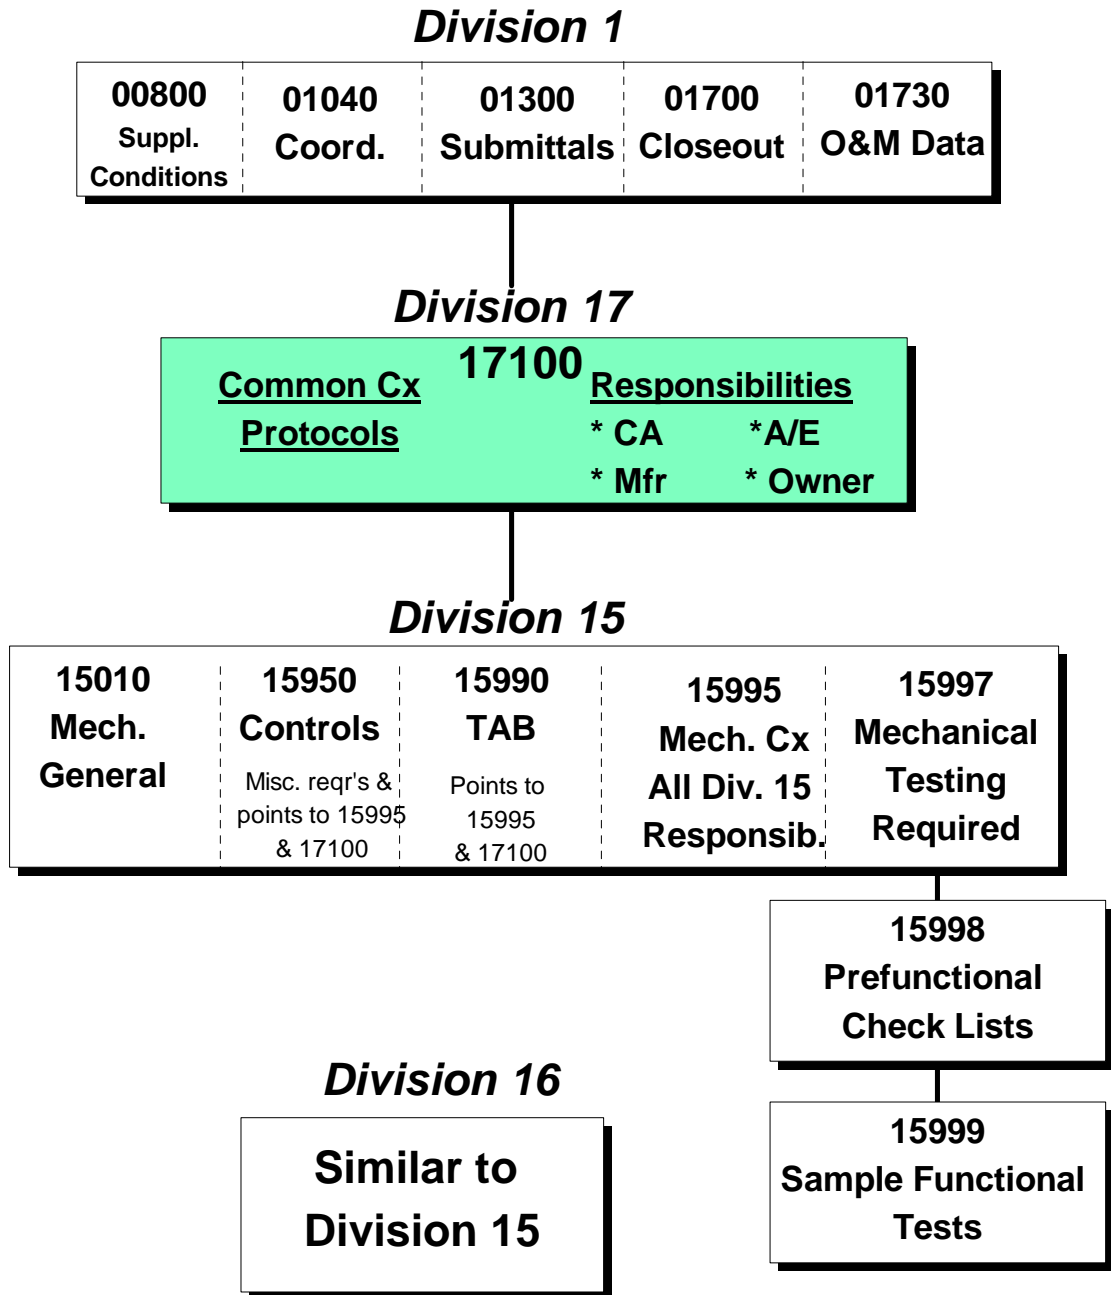 Division 1
00800
Suppl.
Conditions
01040
Coord.
01300
Submittals
01700
Closeout
01730
O&M Data
Division 17
17100
Common Cx
Protocols
Responsibilities
* CA *A/E
* Mfr * Owner
Division 15
15010
Mech.
General
15950
Controls
Misc. reqr's &
points to 15995
& 17100
15990
TAB
Points to
15995
& 17100
15995
Mech. Cx
All Div. 15
Responsib.
15997
Mechanical
Testing
Required
15998
Prefunctional
Check Lists
15999
Sample Functional
Tests
Division 16
Similar to
Division 15